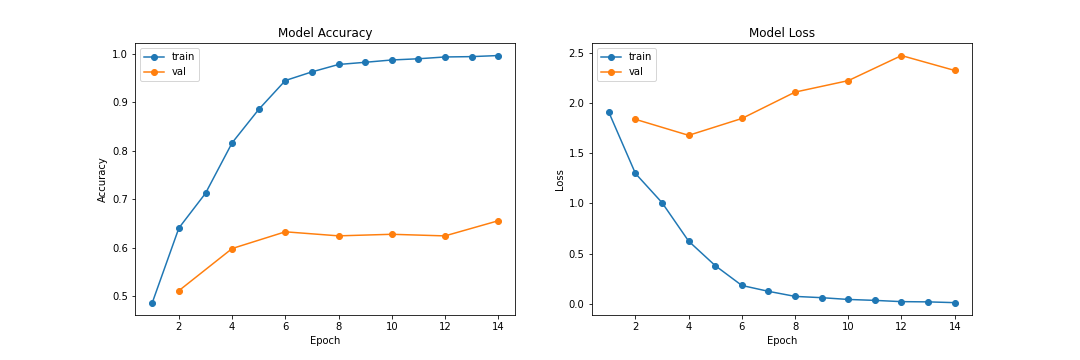 Model Accuracy
train
val
1.0
0.9
0.8
0.7
0.6
0.5
Accuracy
2 4 6 8 10 12 14
Epoch
Model Loss
train
val
2.5
2.0
1.5
1.0
0.5
0.0
Loss
2 4 6 8 10 12 14
Epoch